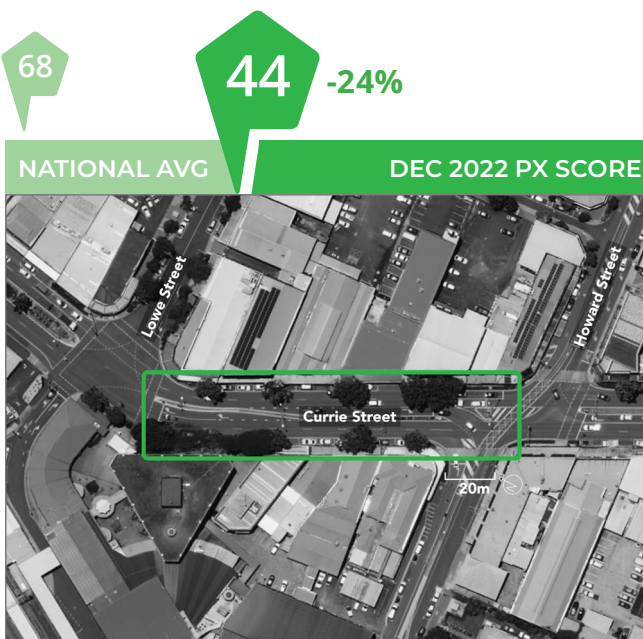 68
44
-24%
NATIONAL AVG
DEC 2022 PX SCORE
Lowe Street
Howard Street
Currie Street
20m